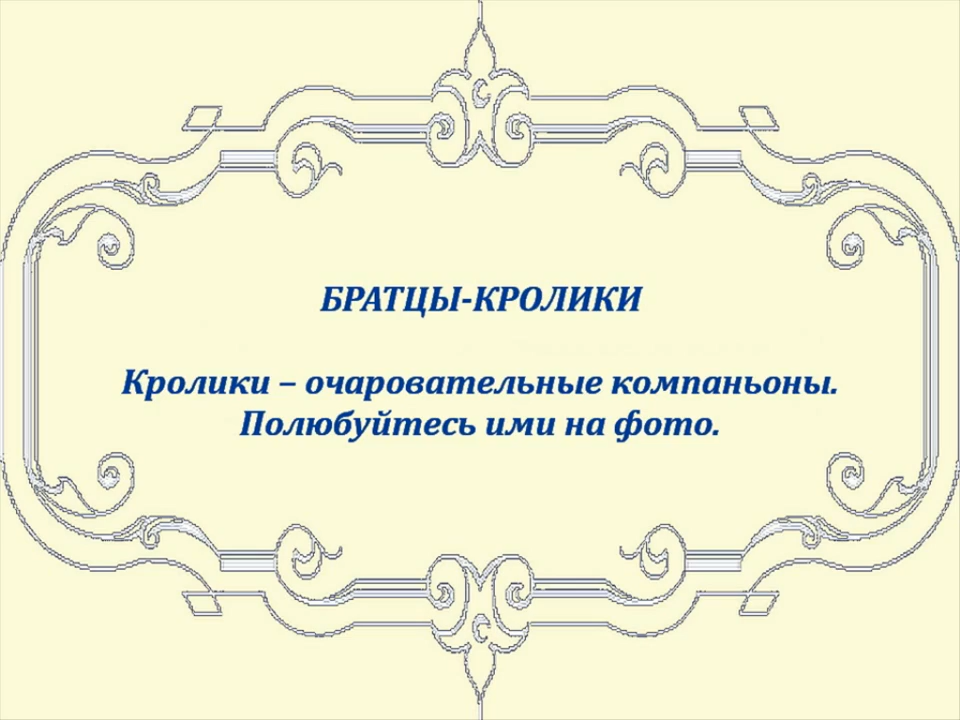 БРАТЦЫ-КРОЛИКИ
Кролики – очаровательные компаньоны.
Полюбуйтесь ими на фото.